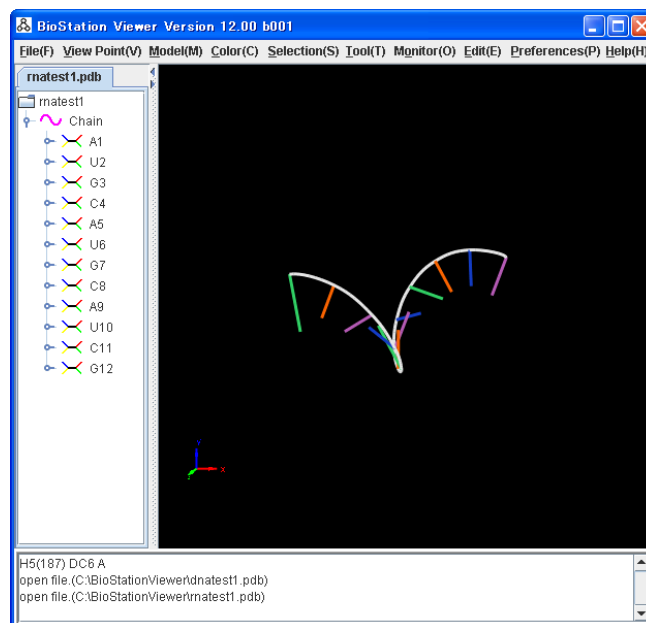 BioStation Viewer Version 12.00 b001
File(F) View Point(V) Model(M) Color(C) Selection(S) Tool(T) Monitor(O) Edit(E) Preferences(P) Help(H)
rnatest1.pdb
rnatest1
Chain
A1
U2
G3
C4
A5
U6
G7
C8
A9
U10
C11
G12
Y
X
H5(187) DC6 A
open file.(C:\BioStationViewer\dnatest1.pdb)
open file.(C:\BioStationViewer\rnatest1.pdb)